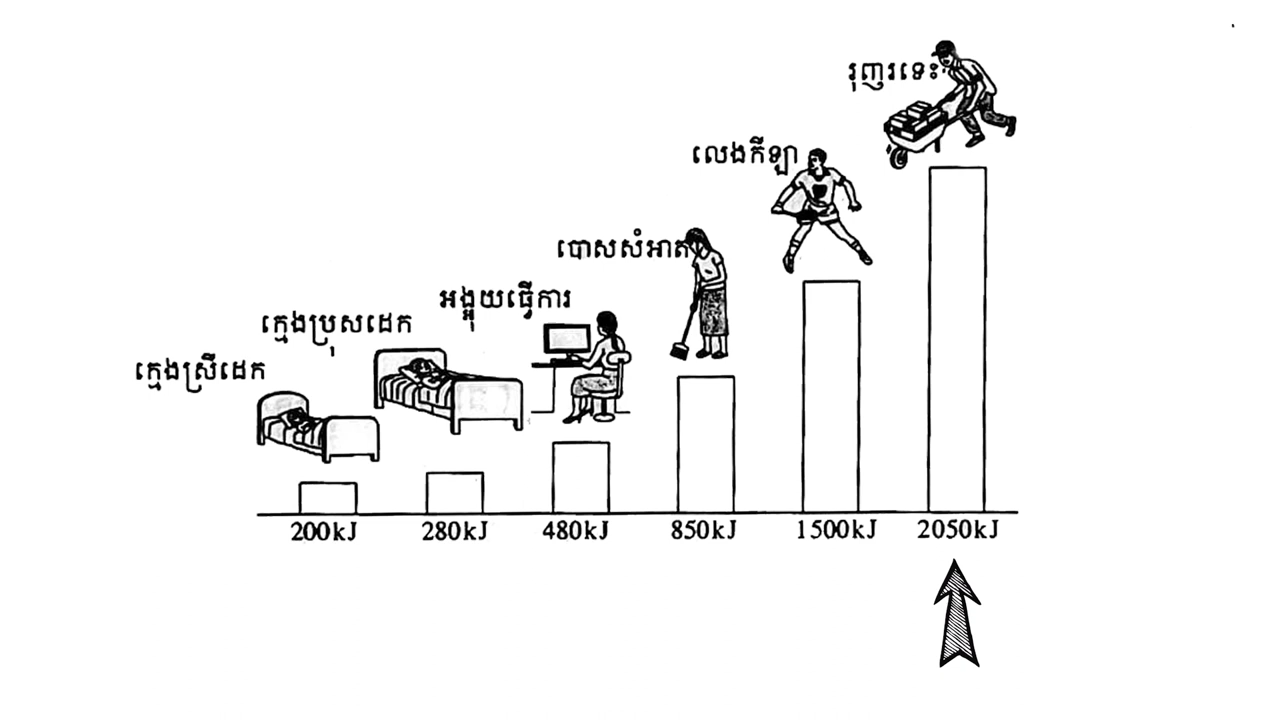 រុញរទេះ
លេងកីឡា
បោសសំអាត
អង្អុយធ្វើការ
ក្មេងប្រុសដេក
ក្មេងស្រីដេក
200kJ 280kJ 480kJ 850kJ 1500kJ 2050kJ